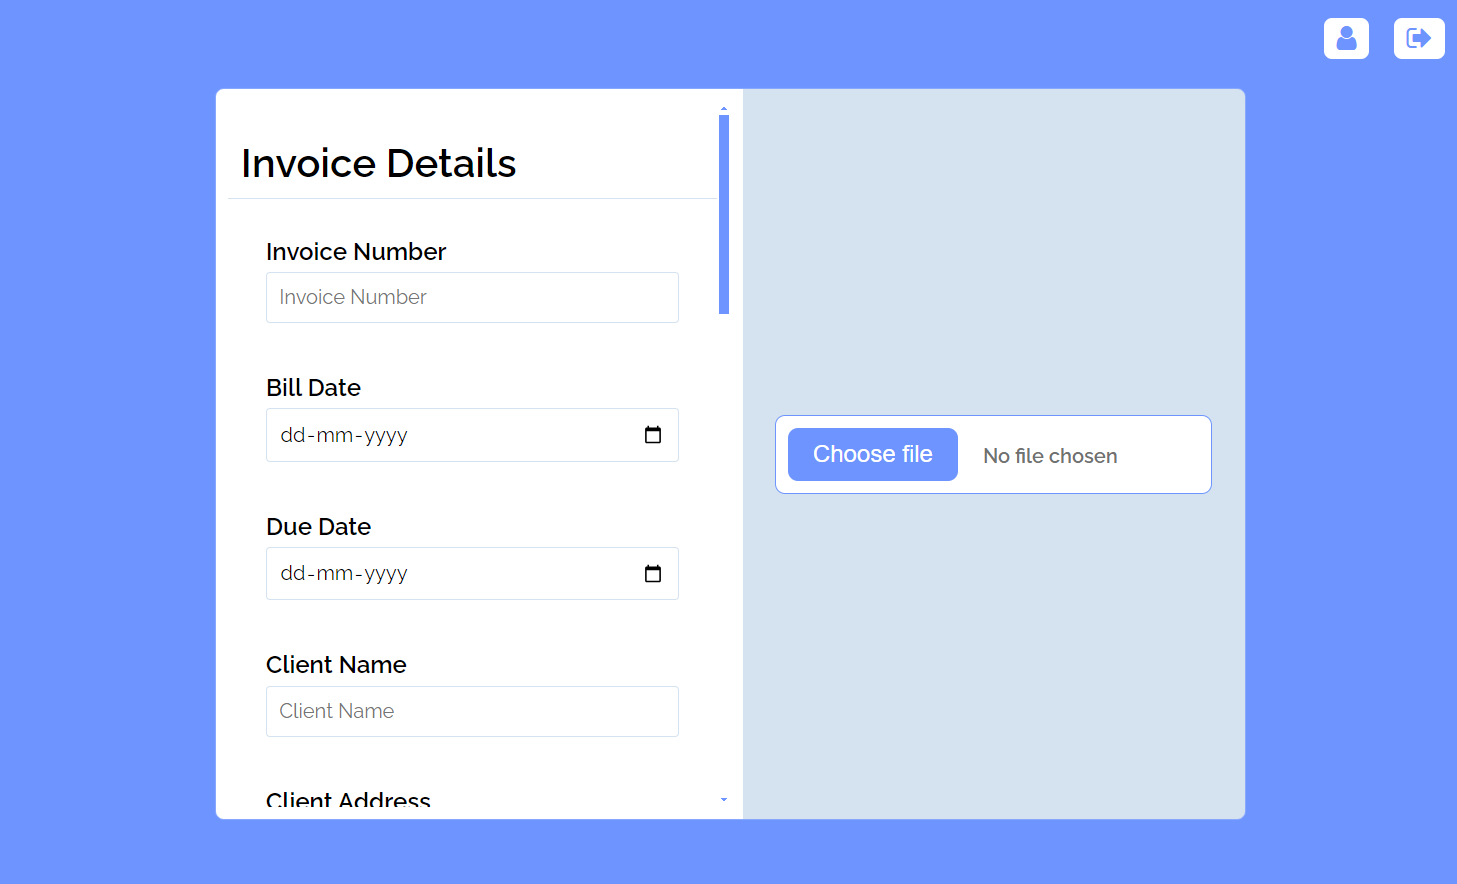 Invoice Details
Invoice Number
Invoice Number
Bill Date
dd-mm-yyyy
Due Date
dd-mm-yyyy
Client Name
Client Name
Client Address
Choose file No file chosen